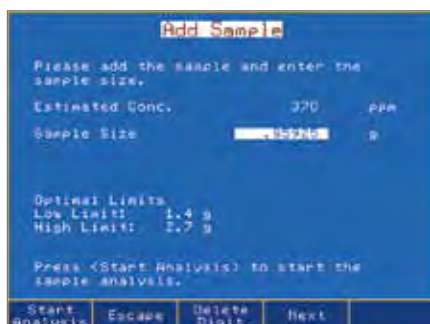 Add Sample
Please add the sample and enter the
sample size.
Estimated Conc. 370 ppm
Sample Size g
Optimal Limits
Low Limit: 1.4 g
High Limit: 2.7 g
Press <Start Analysis> to start the
sample analysis.
Start Analysis Escape Delete Digit Next